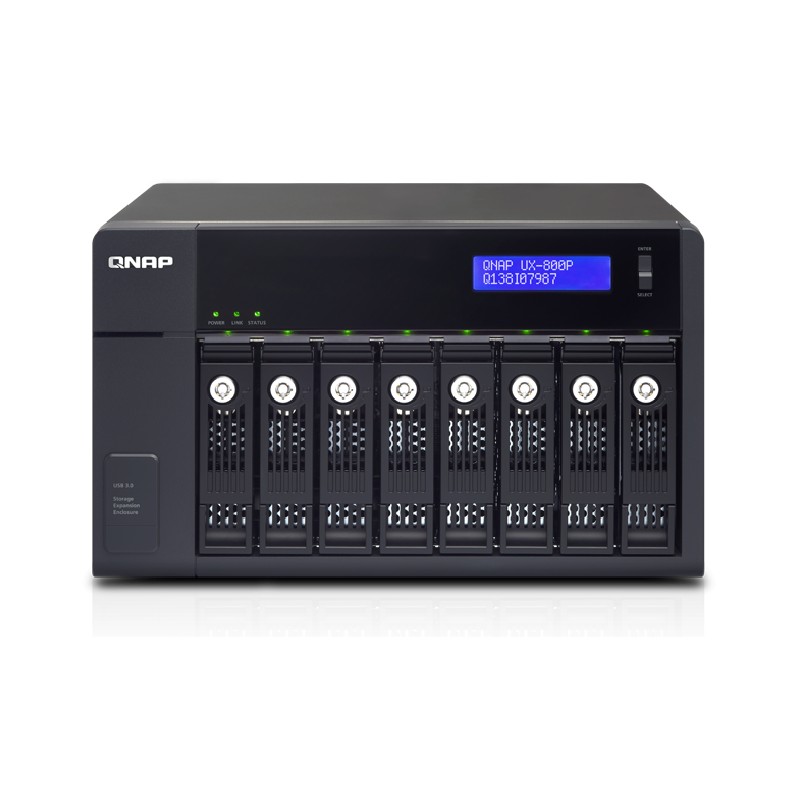 QNAP
QNAP UX-800P
Q138I07987
ENTER
SELECT
POWER LINK STATUS
USB 3.0
Storage
Expansion
Enclosure